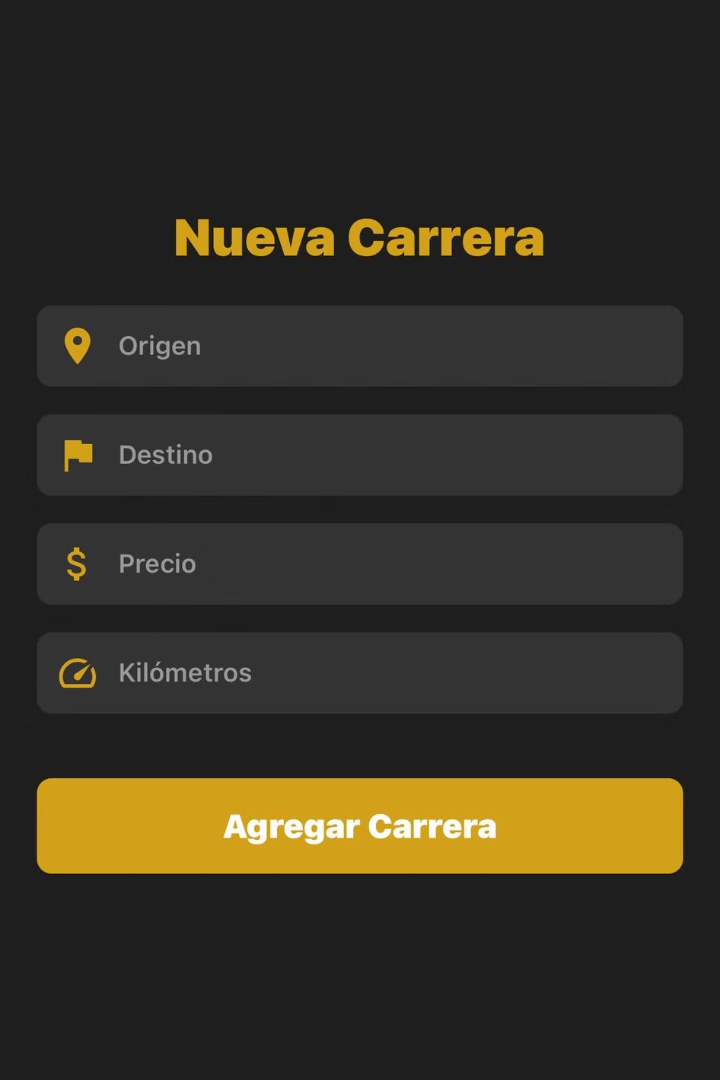 Nueva Carrera
Origen
Destino
Precio
Kilómetros
Agregar Carrera